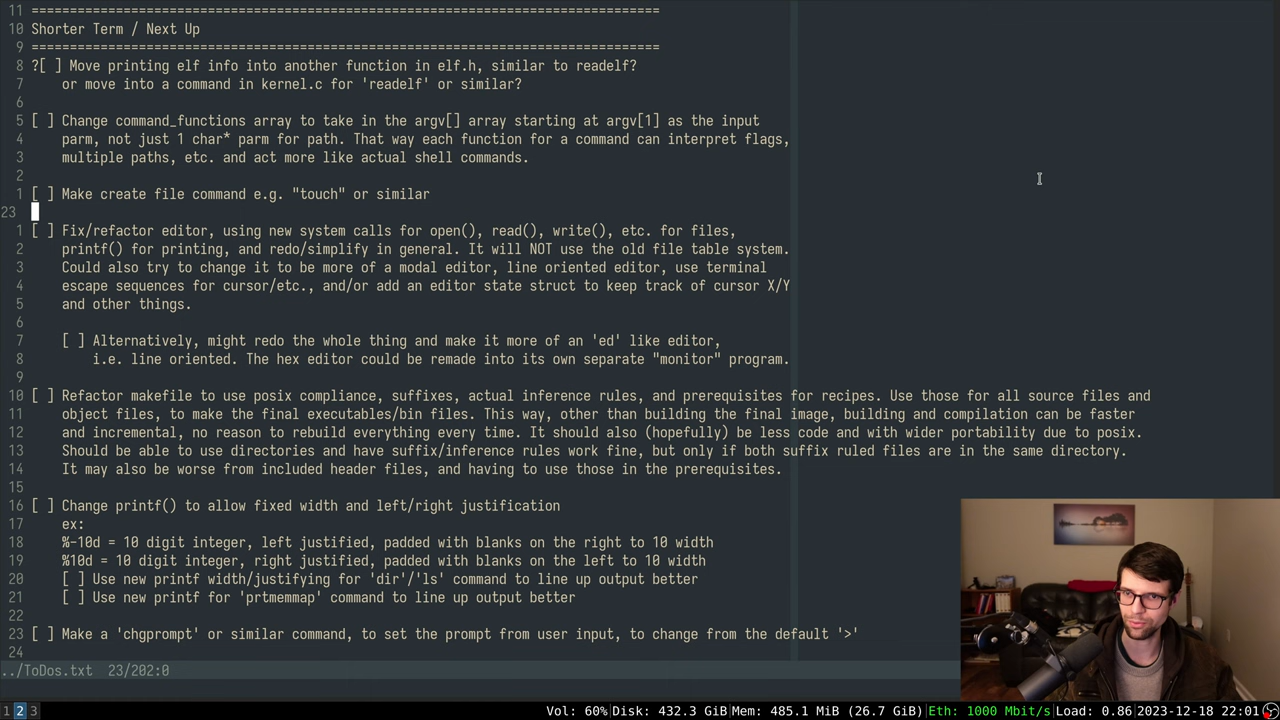 11 =================================================================================
10 Shorter Term / Next Up
9 =================================================================================
8 ?[ ] Move printing elf info into another function in elf.h, similar to readelf?
7 or move into a command in kernel.c for 'readelf' or similar?
6
5 [ ] Change command_functions array to take in the argv[] array starting at argv[1] as the input
4 parm, not just 1 char* parm for path. That way each function for a command can interpret flags,
3 multiple paths, etc. and act more like actual shell commands.
2
1 [ ] Make create file command e.g. "touch" or similar
23
1 [ ] Fix/refactor editor, using new system calls for open(), read(), write(), etc. for files,
2 printf() for printing, and redo/simplify in general. It will NOT use the old file table system.
3 Could also try to change it to be more of a modal editor, line oriented editor, use terminal
4 escape sequences for cursor/etc., and/or add an editor state struct to keep track of cursor X/Y
5 and other things.
6
7 [ ] Alternatively, might redo the whole thing and make it more of an 'ed' like editor,
8 i.e. line oriented. The hex editor could be remade into its own separate "monitor" program.
9
10 [ ] Refactor makefile to use posix compliance, suffixes, actual inference rules, and prerequisites for recipes. Use those for all source files and
11 object files, to make the final executables/bin files. This way, other than building the final image, building and compilation can be faster
12 and incremental, no reason to rebuild everything every time. It should also (hopefully) be less code and with wider portability due to posix.
13 Should be able to use directories and have suffix/inference rules work fine, but only if both suffix ruled files are in the same directory.
14 It may also be worse from included header files, and having to use those in the prerequisites.
15
16 [ ] Change printf() to allow fixed width and left/right justification
17 ex:
18 %-10d = 10 digit integer, left justified, padded with blanks on the right to 10 width
19 %10d = 10 digit integer, right justified, padded with blanks on the left to 10 width
20 [ ] Use new printf width/justifying for 'dir'/'ls' command to line up output better
21 [ ] Use new printf for 'prtmemmap' command to line up output better
22
23 [ ] Make a 'chgprompt' or similar command, to set the prompt from user input, to change from the default '>'
24
../ToDos.txt 23/202:0
1 2 3 Vol: 60%|Disk: 432.3 GiB|Mem: 485.1 MiB (26.7 GiB)|Eth: 1000 Mbit/s|Load: 0.86|2023-12-18 22:01